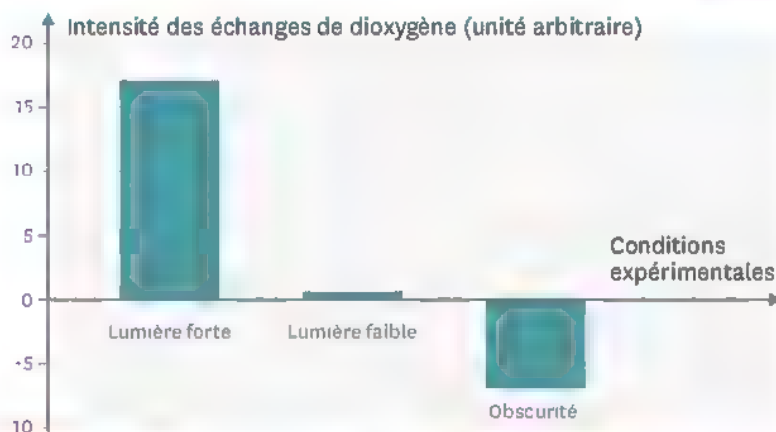 Intensité des échanges de dioxygène (unité arbitraire)
20
15
10
5
0
-5
10
Conditions
expérimentales
Lumière forte
Lumière faible
Obscurité